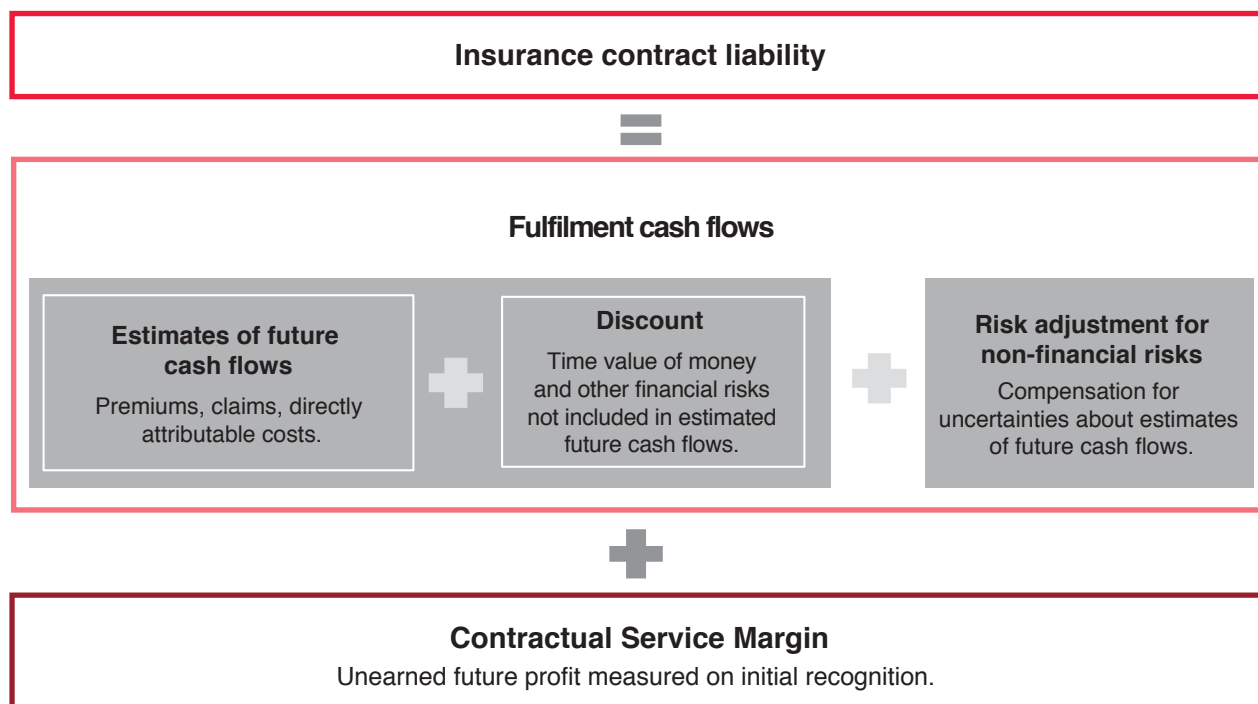 Insurance contract liability
=
Fulfilment cash flows
Estimates of future
cash flows
Premiums, claims, directly
attributable costs.
+
Discount
Time value of money
and other financial risks
not included in estimated
future cash flows.
+
Risk adjustment for
non-financial risks
Compensation for
uncertainties about estimates
of future cash flows.
+
Contractual Service Margin
Unearned future profit measured on initial recognition.